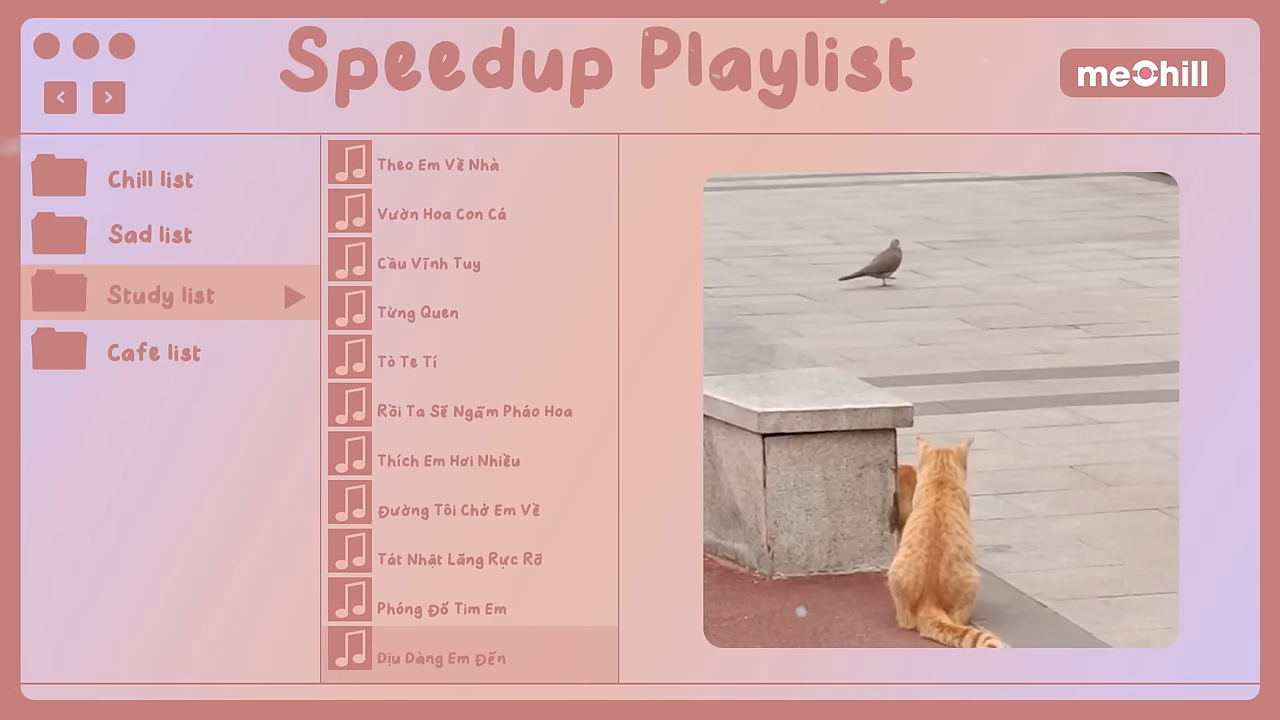 Speedup Playlist
meChill
Chill list
Sad list
Study list
Cafe list
Theo Em Về Nhà
Vườn Hoa Con Cá
Cầu Vĩnh Tuy
Từng Quen
Tò Te Tí
Rồi Ta Sẽ Ngắm Pháo Hoa
Thích Em Hơi Nhiều
Đường Tôi Chở Em Về
Tát Nhật Lãng Rực Rỡ
Phóng Đổ Tim Em
Dịu Dàng Em Đến